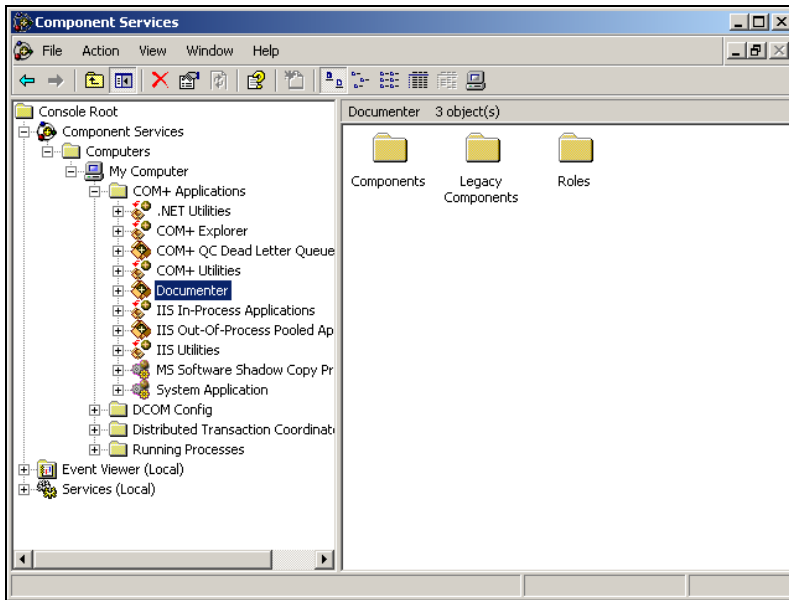 Component Services
File Action View Window Help
Console Root
Component Services
Computers
My Computer
COM+ Applications
.NET Utilities
COM+ Explorer
COM+ QC Dead Letter Queue
COM+ Utilities
Documenter
IIS In-Process Applications
IIS Out-Of-Process Pooled Ap
IIS Utilities
MS Software Shadow Copy Pr
System Application
DCOM Config
Distributed Transaction Coordinat
Running Processes
Event Viewer (Local)
Services (Local)
Documenter 3 object(s)
Components
Legacy
Components
Roles